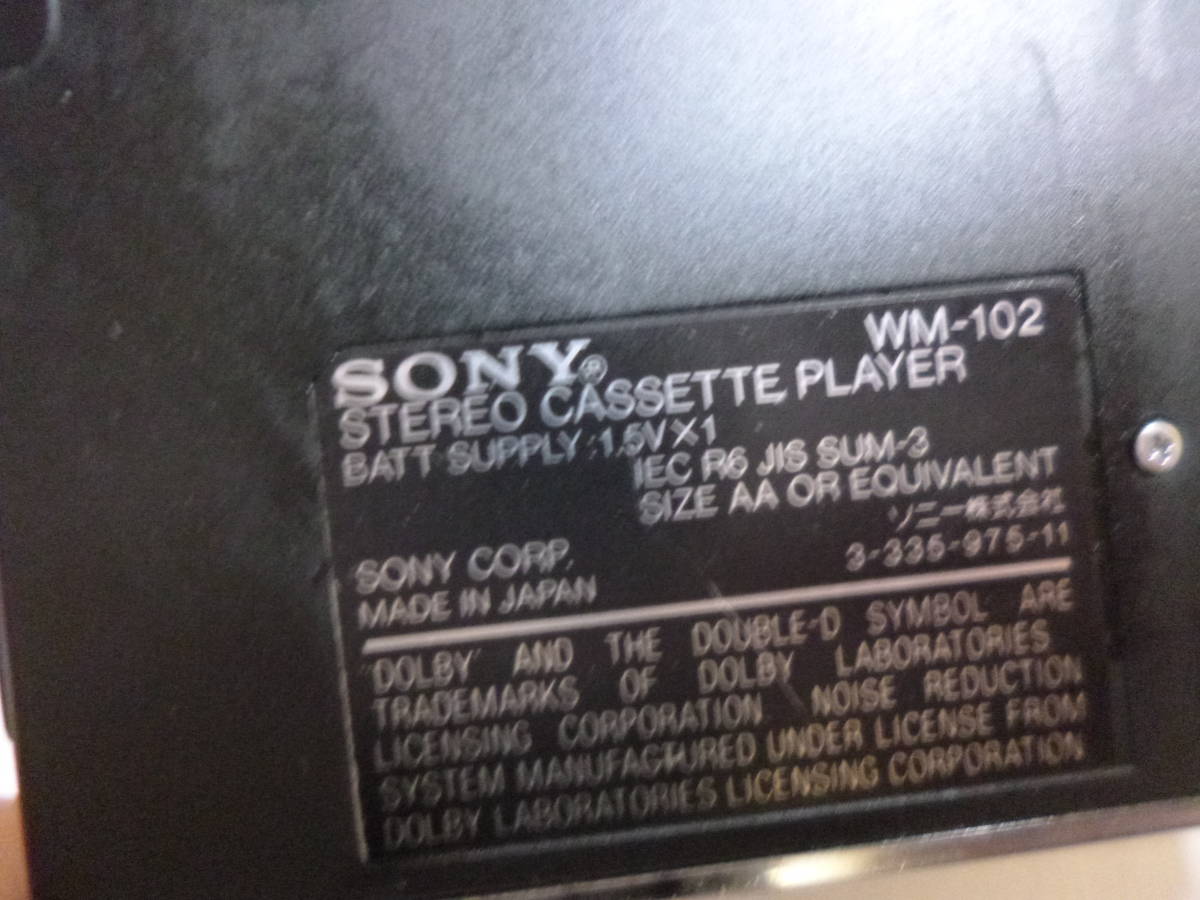 WM-102
SONY®
STEREO CASSETTE PLAYER
BATT SUPPLY :1.5V×1
IEC R6 JIS SUM-3
SIZE AA OR EQUIVALENT
ソニー株式会社
SONY CORP.
3-335-975-11
MADE IN JAPAN
"DOLBY" AND THE DOUBLE-D SYMBOL ARE
TRADEMARKS OF DOLBY LABORATORIES
LICENSING CORPORATION NOISE REDUCTION
SYSTEM MANUFACTURED UNDER LICENSE FROM
DOLBY LABORATORIES LICENSING CORPORATION